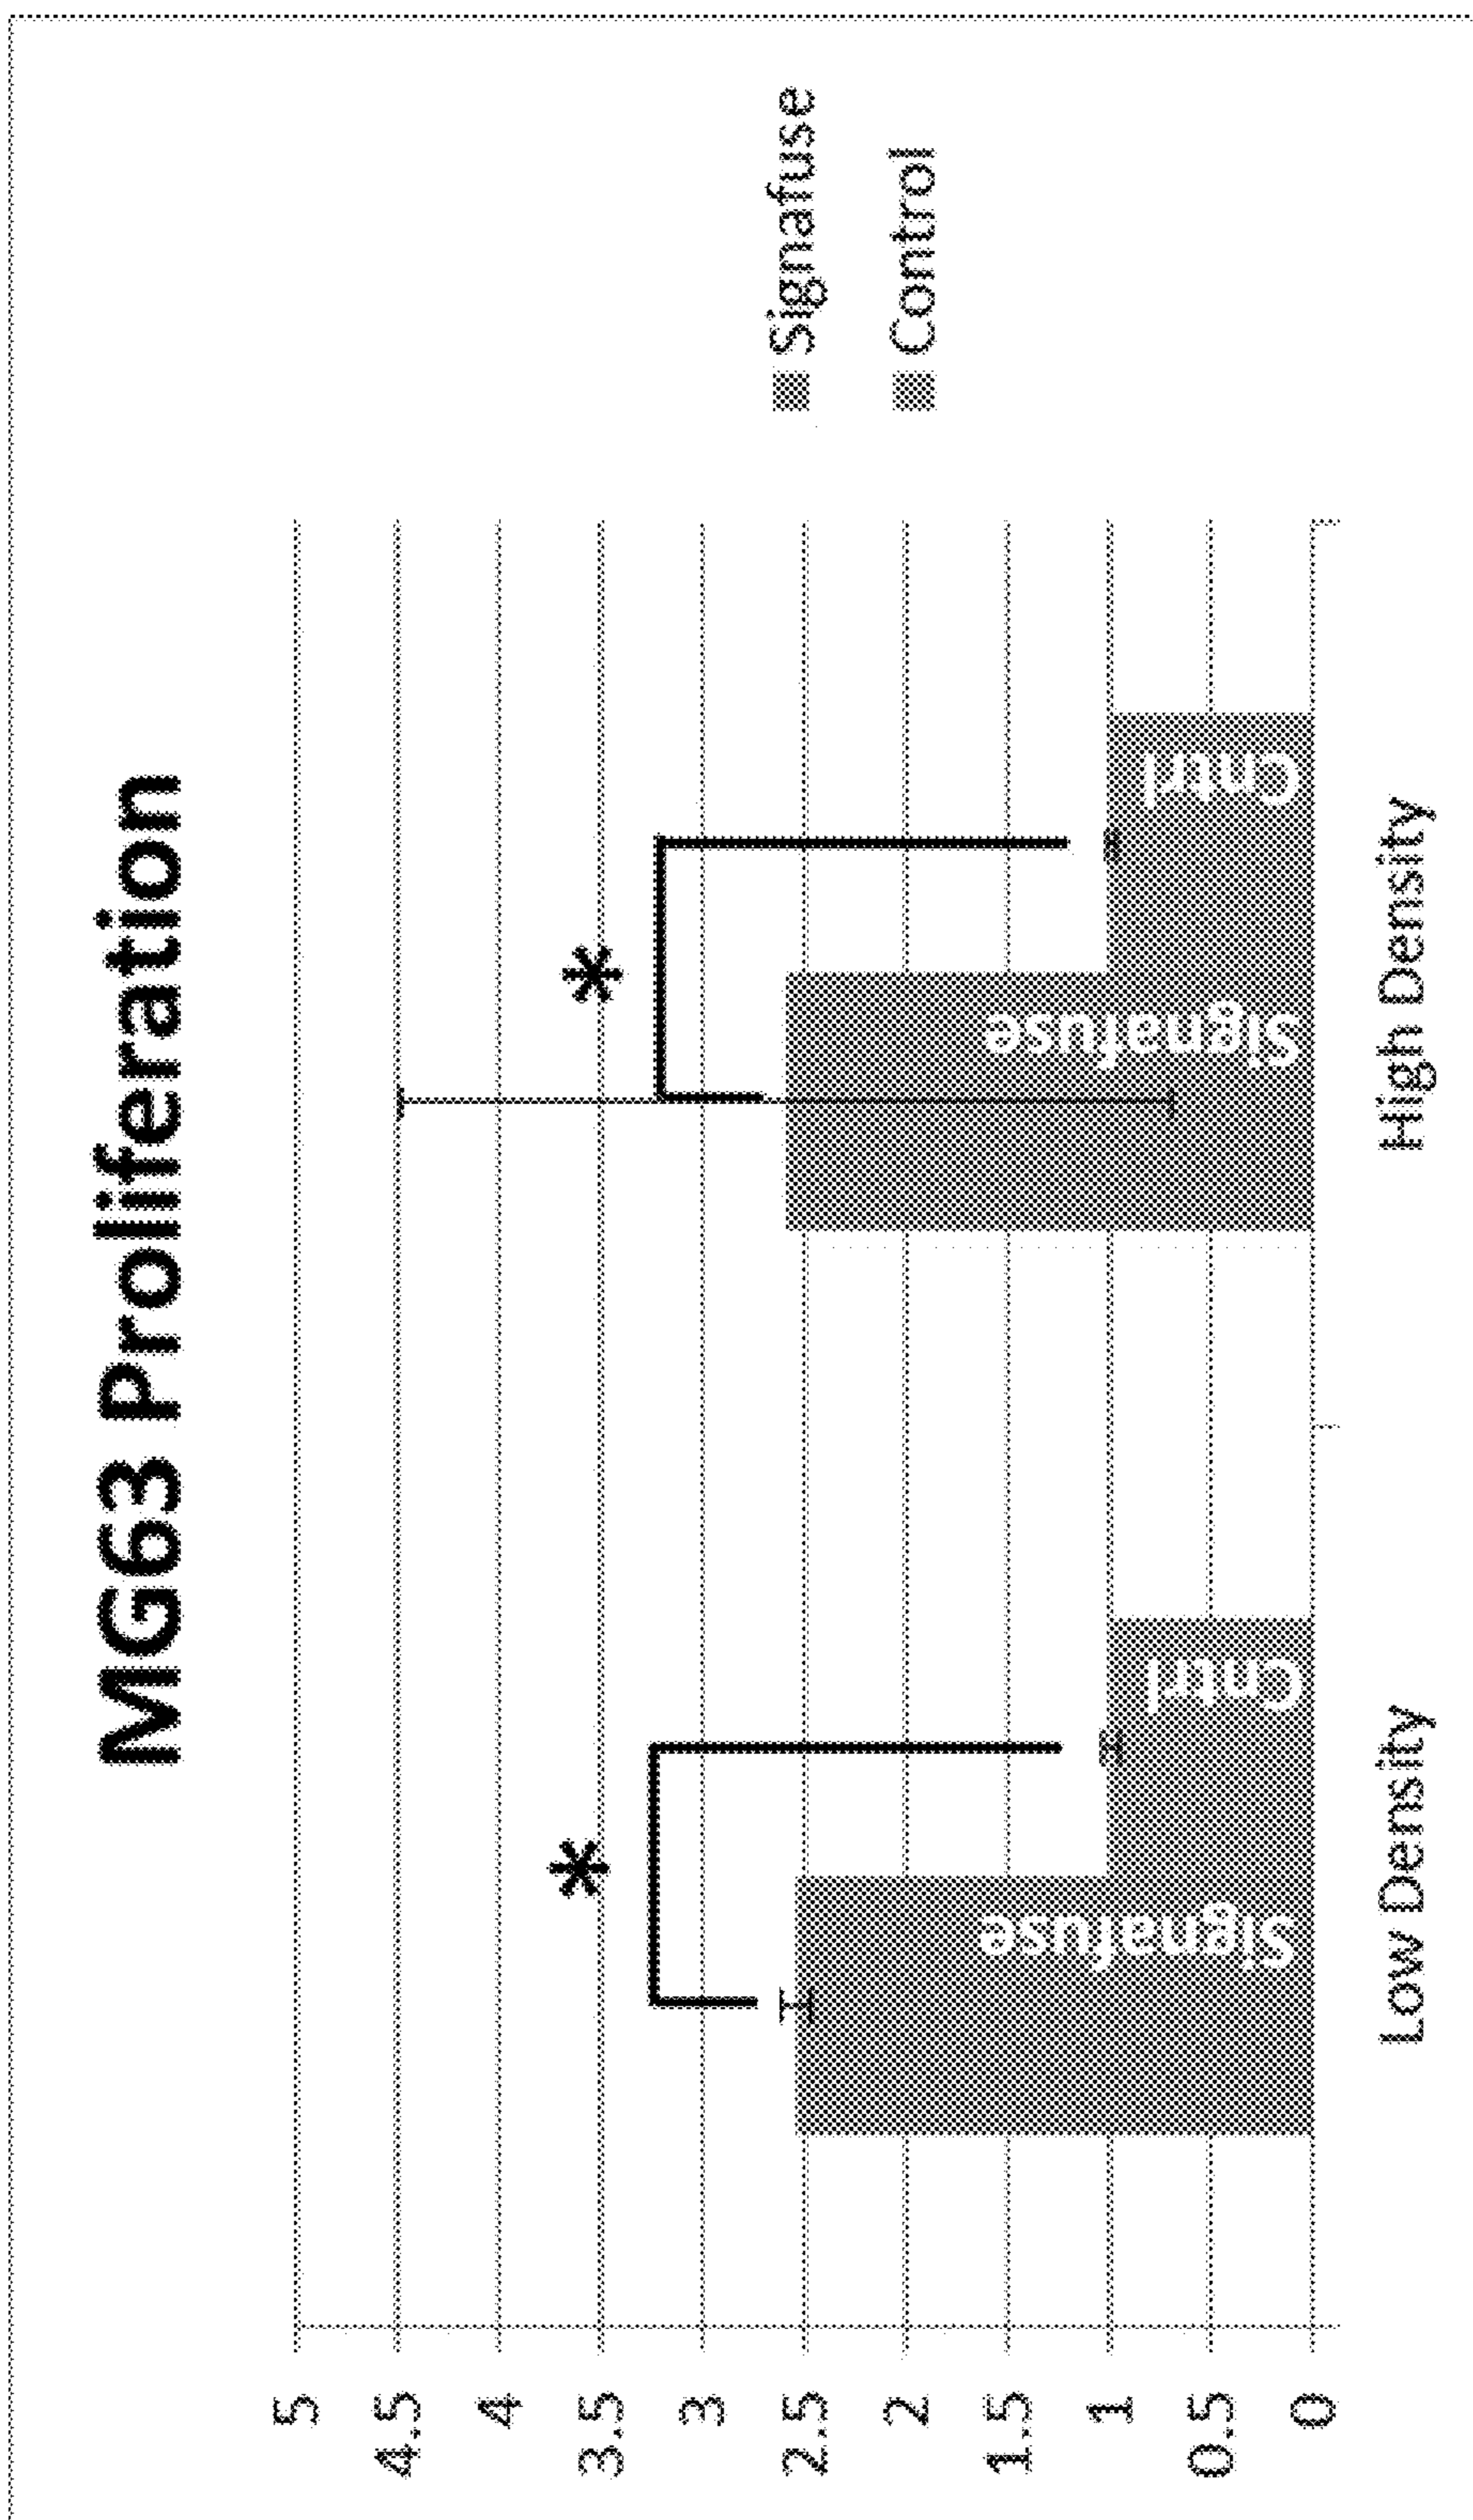 MG63 Proliferation
5
4.5
4
3.5
3
2.5
2
1.5
1
0.5
0
*
*
Signafuse
Cntrl
Signafuse
Cntrl
Low Density
High Density
Signafuse
Control